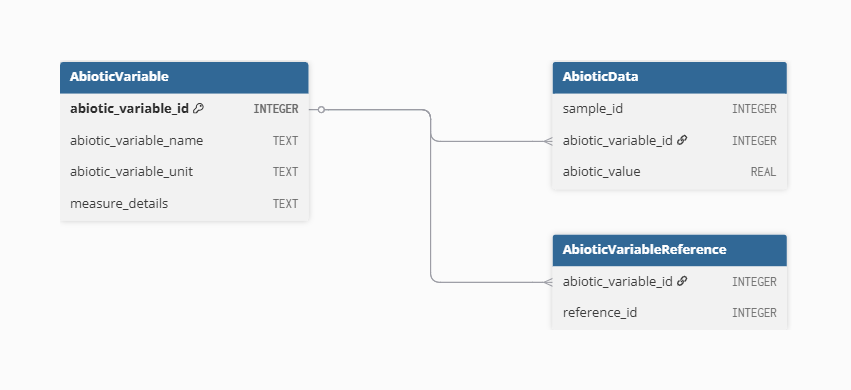 AbioticVariable
abiotic_variable_id INTEGER
abiotic_variable_name TEXT
abiotic_variable_unit TEXT
measure_details TEXT
AbioticData
sample_id INTEGER
abiotic_variable_id INTEGER
abiotic_value REAL
AbioticVariableReference
abiotic_variable_id INTEGER
reference_id INTEGER